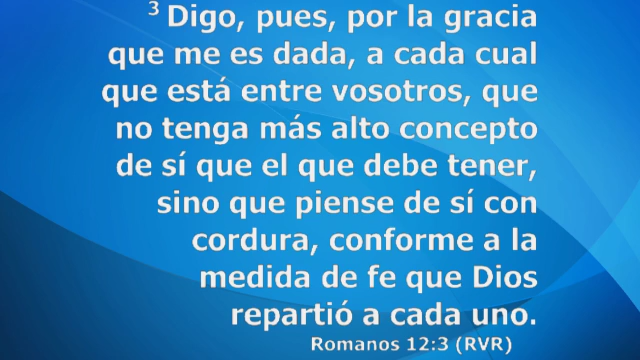 3 Digo, pues, por la gracia
que me es dada, a cada cual
que está entre vosotros, que
no tenga más alto concepto
de sí que el que debe tener,
sino que piense de sí con
cordura, conforme a la
medida de fe que Dios
repartió a cada uno.
Romanos 12:3 (RVR)